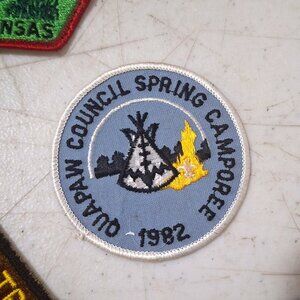 NSAS
QUAPAW COUNCIL SPRING CAMPOREE
1982